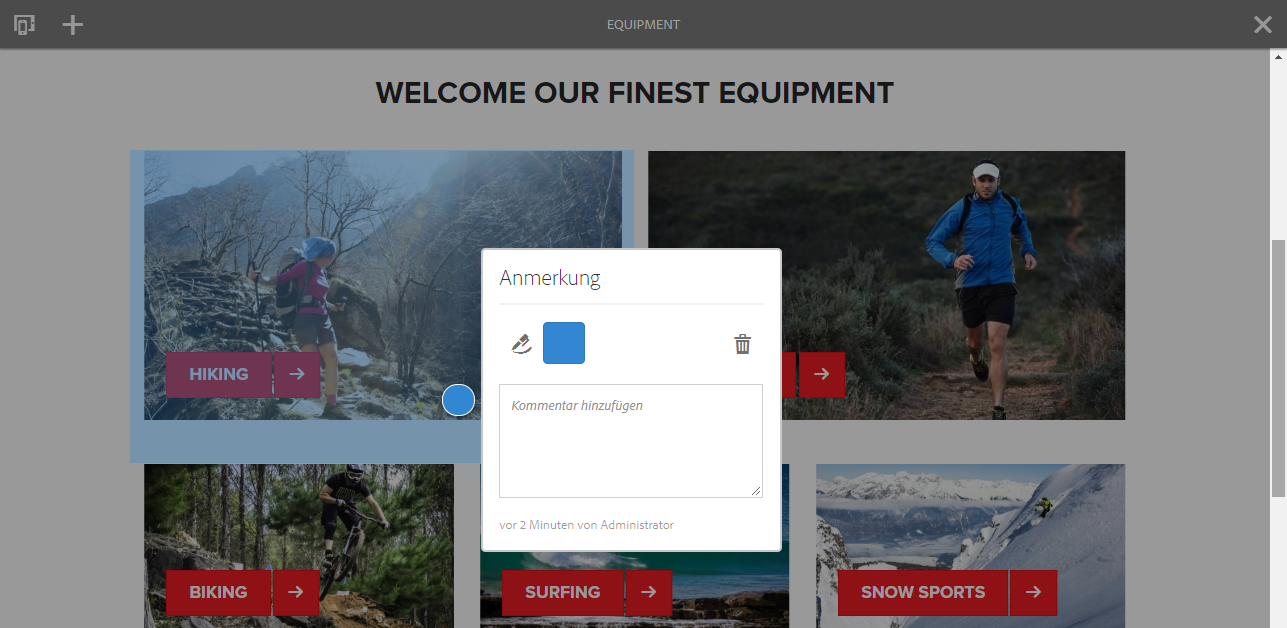 EQUIPMENT
WELCOME OUR FINEST EQUIPMENT
Anmerkung
HIKING
Kommentar hinzufügen
vor 2 Minuten von Administrator
BIKING
SURFING
SNOW SPORTS